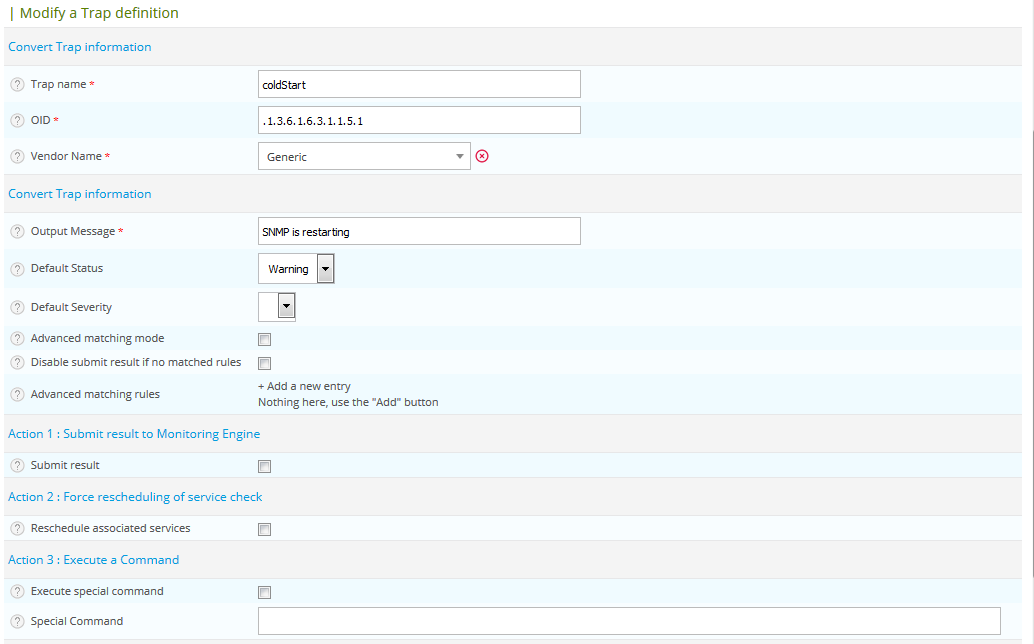 Modify a Trap definition
Convert Trap information
? Trap name *
coldStart
? OID *
.1.3.6.1.6.3.1.1.5.1
? Vendor Name *
Generic
Convert Trap information
? Output Message *
SNMP is restarting
? Default Status
Warning
? Default Severity
? Advanced matching mode
? Disable submit result if no matched rules
? Advanced matching rules
+ Add a new entry
Nothing here, use the "Add" button
Action 1 : Submit result to Monitoring Engine
? Submit result
Action 2 : Force rescheduling of service check
? Reschedule associated services
Action 3 : Execute a Command
? Execute special command
? Special Command